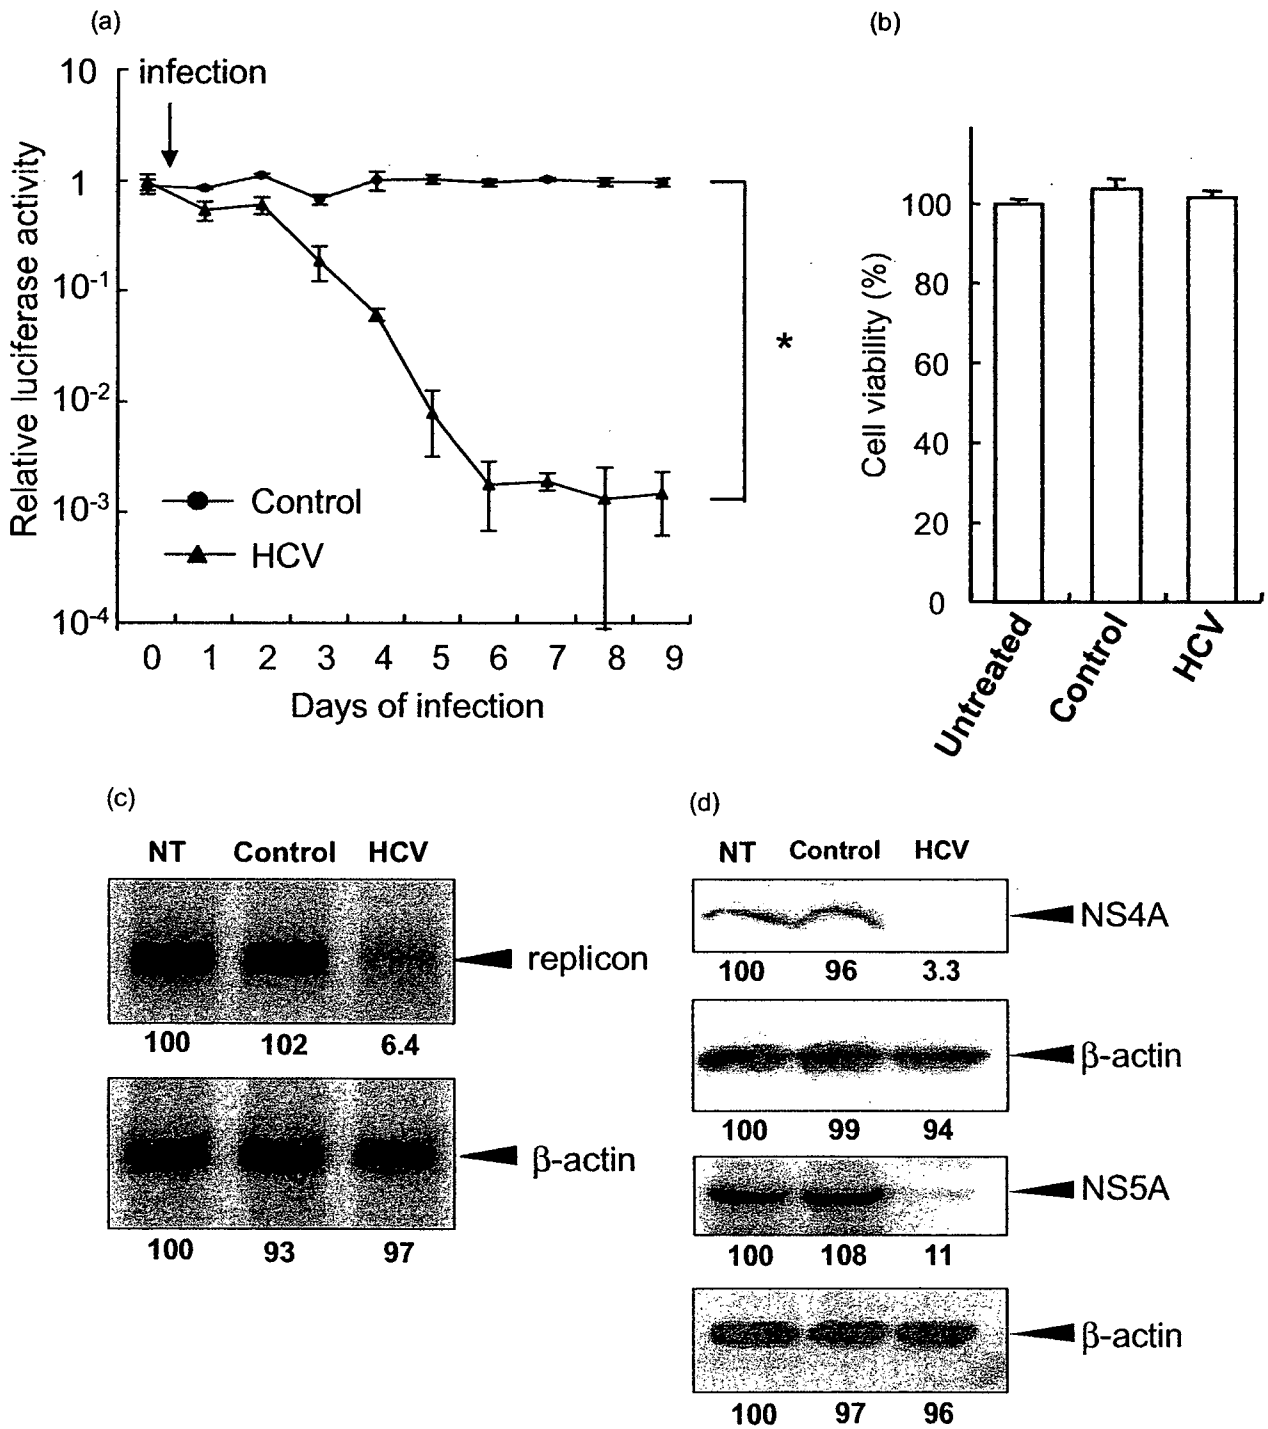 (a)
10 infection
1
10-1
10-2
10-3
10-4
Relative luciferase activity
Control
HCV
*
0 1 2 3 4 5 6 7 8 9
Days of infection
(b)
100
80
60
40
20
0
Cell viability (%)
Untreated
Control
HCV
(c)
NT Control HCV
replicon
100 102 6.4
β-actin
100 93 97
(d)
NT Control HCV
NS4A
100 96 3.3
β-actin
100 99 94
NS5A
100 108 11
β-actin
100 97 96